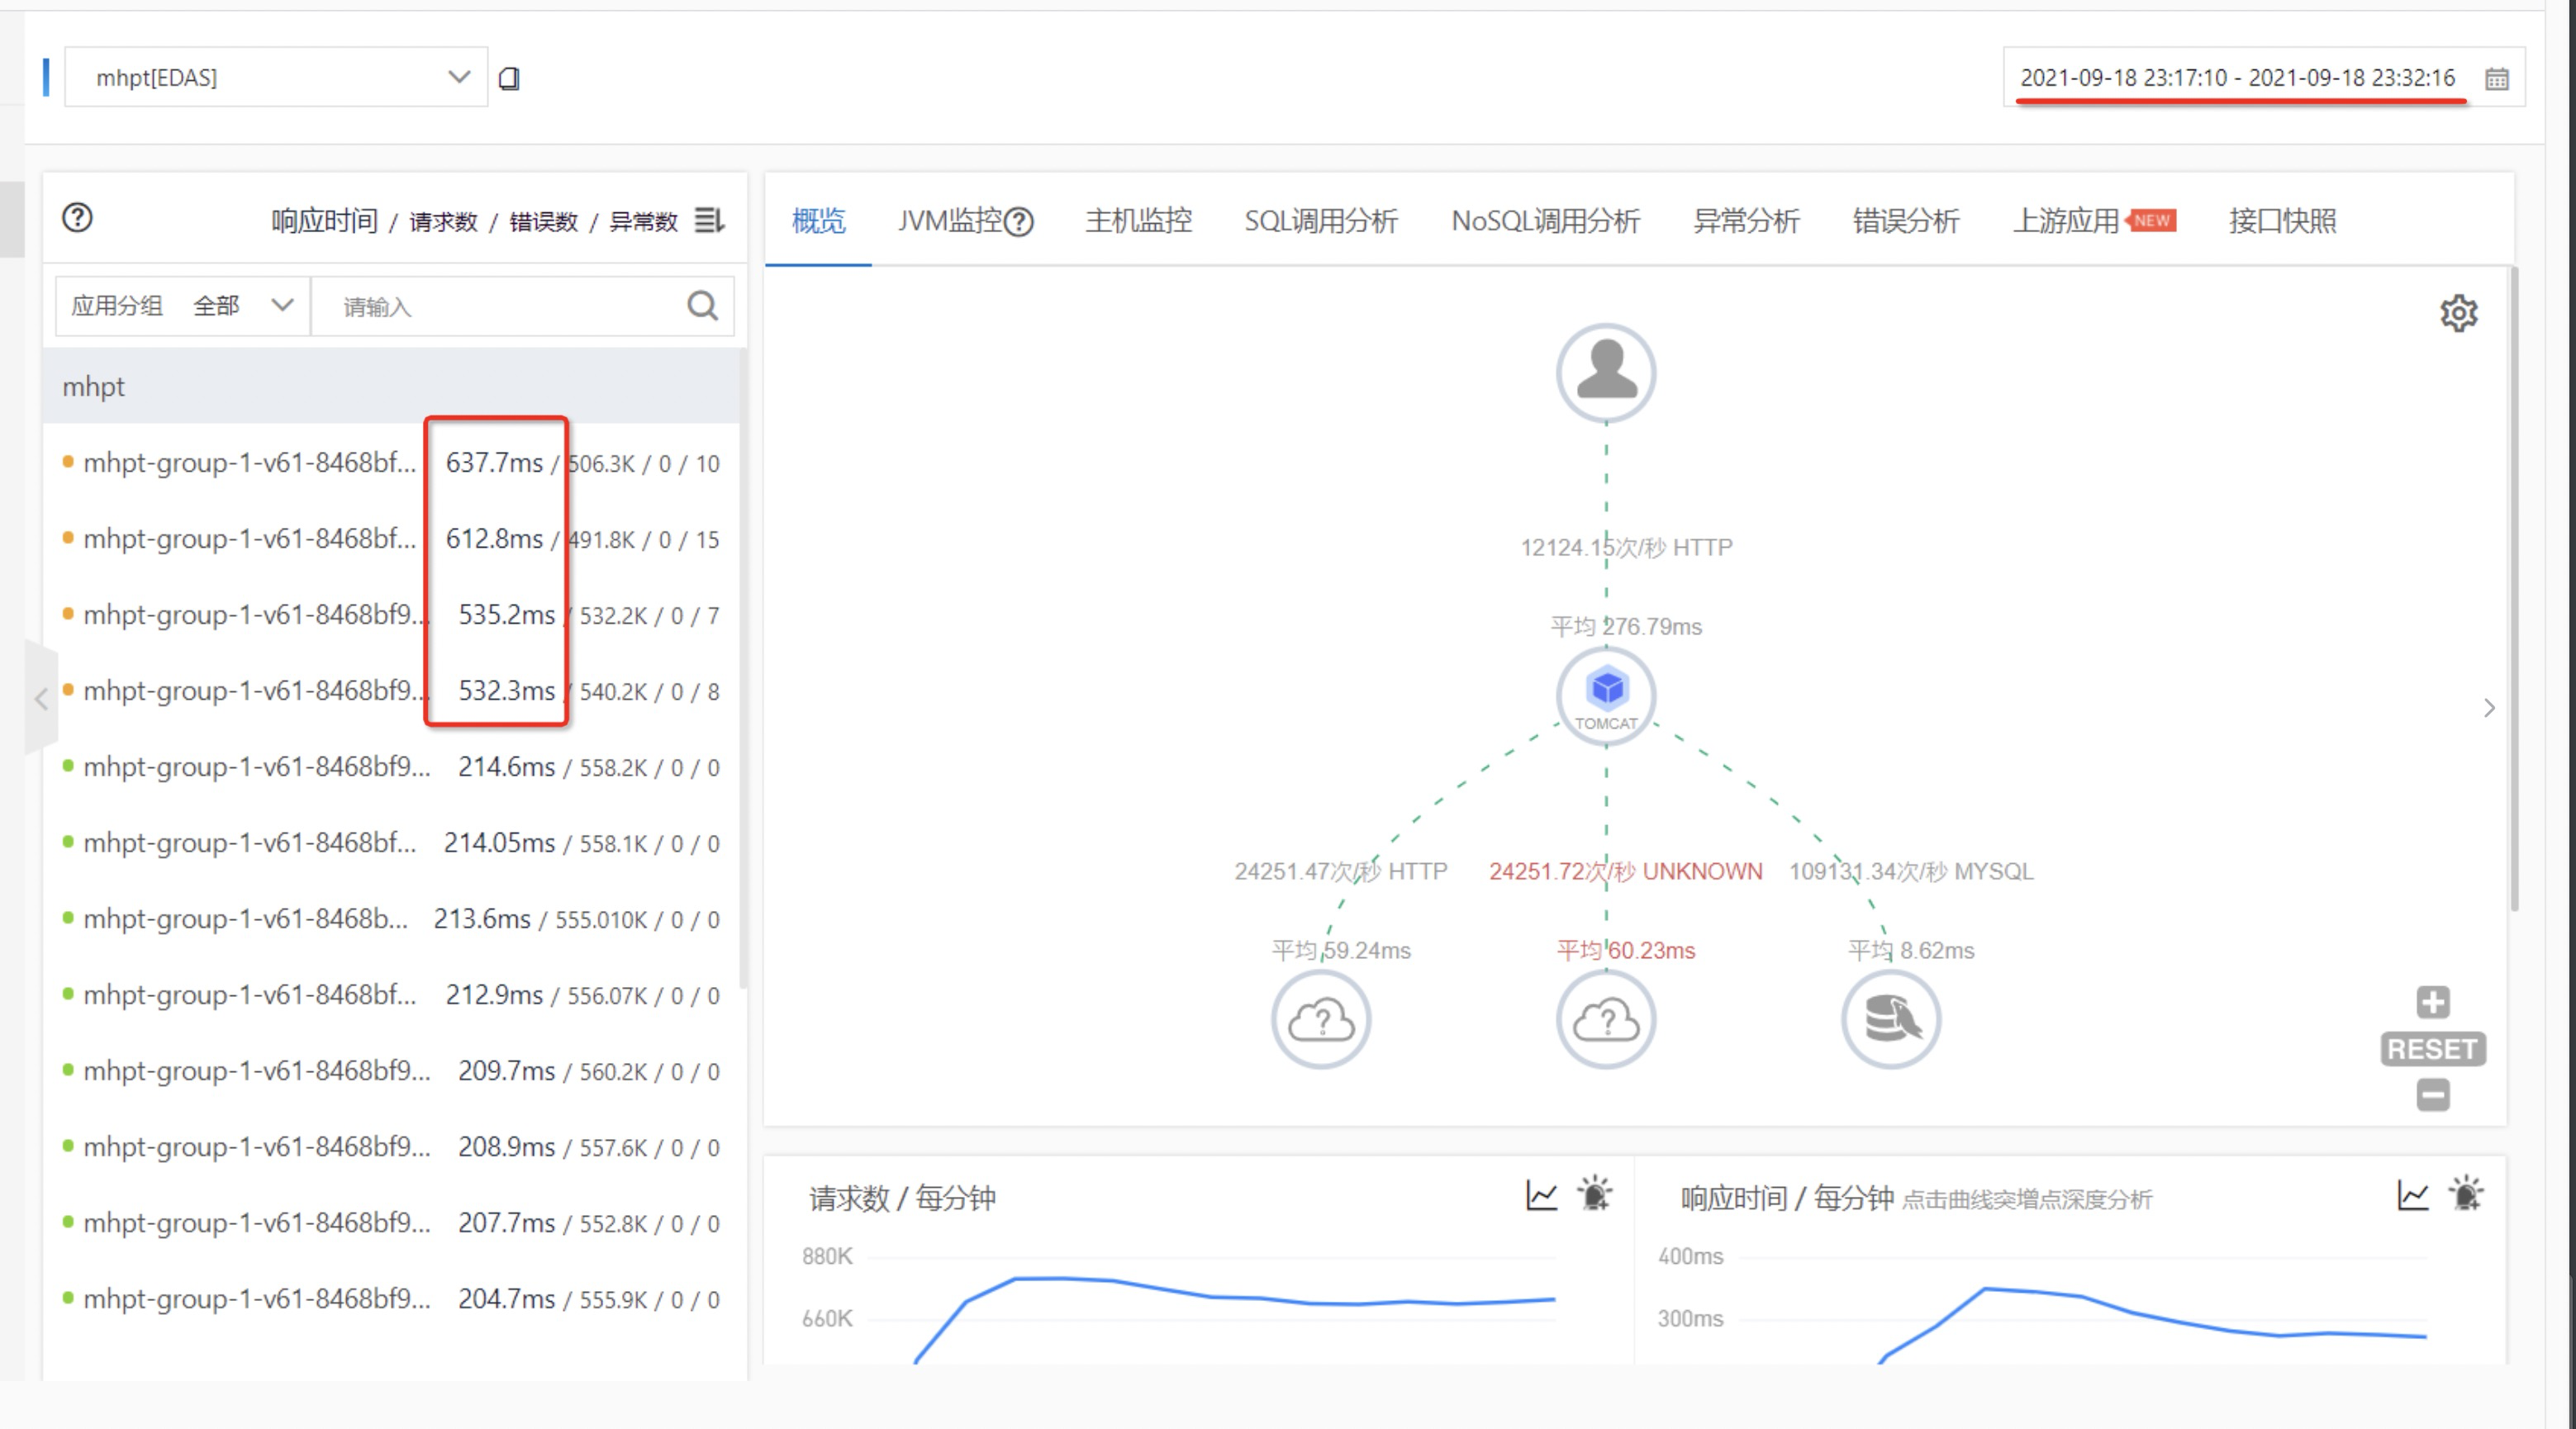 mhpt[EDAS]
2021-09-18 23:17:10 - 2021-09-18 23:32:16
响应时间 / 请求数 / 错误数 / 异常数
应用分组 全部 请输入
mhpt
mhpt-group-1-v61-8468bf... 637.7ms / 506.3K / 0 / 10
mhpt-group-1-v61-8468bf... 612.8ms / 491.8K / 0 / 15
mhpt-group-1-v61-8468bf9... 535.2ms / 532.2K / 0 / 7
mhpt-group-1-v61-8468bf9... 532.3ms / 540.2K / 0 / 8
mhpt-group-1-v61-8468bf9... 214.6ms / 558.2K / 0 / 0
mhpt-group-1-v61-8468bf... 214.05ms / 558.1K / 0 / 0
mhpt-group-1-v61-8468b... 213.6ms / 555.010K / 0 / 0
mhpt-group-1-v61-8468bf... 212.9ms / 556.07K / 0 / 0
mhpt-group-1-v61-8468bf9... 209.7ms / 560.2K / 0 / 0
mhpt-group-1-v61-8468bf9... 208.9ms / 557.6K / 0 / 0
mhpt-group-1-v61-8468bf9... 207.7ms / 552.8K / 0 / 0
mhpt-group-1-v61-8468bf9... 204.7ms / 555.9K / 0 / 0
概览 JVM监控 主机监控 SQL调用分析 NoSQL调用分析 异常分析 错误分析 上游应用 NEW 接口快照
12124.15次/秒 HTTP
平均 276.79ms
TOMCAT
24251.47次/秒 HTTP 24251.72次/秒 UNKNOWN 109131.34次/秒 MYSQL
平均 59.24ms 平均 60.23ms 平均 8.62ms
RESET
请求数 / 每分钟
880K
660K
响应时间 / 每分钟 点击曲线突增点深度分析
400ms
300ms